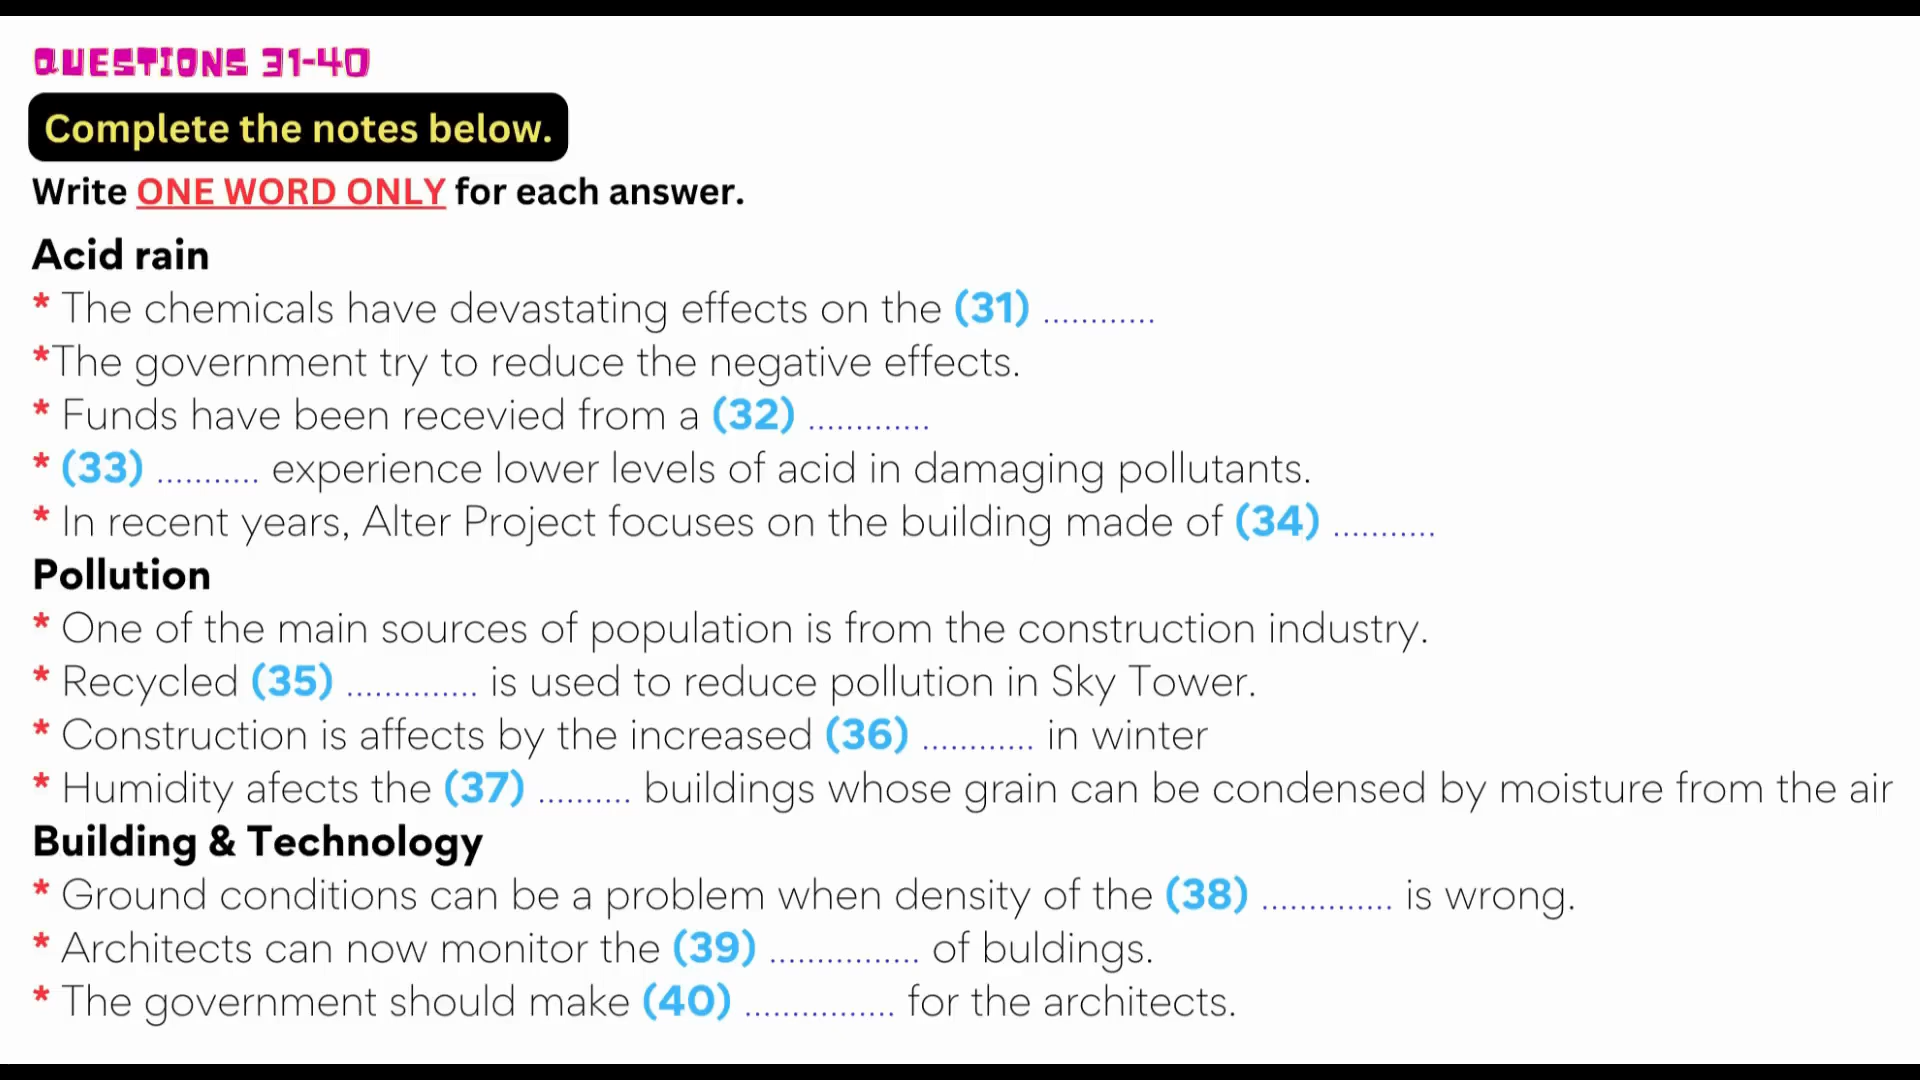 QUESTIONS 31-40
Complete the notes below.
Write ONE WORD ONLY for each answer.
Acid rain
* The chemicals have devastating effects on the (31) ............
*The government try to reduce the negative effects.
* Funds have been recevied from a (32) .............
* (33) ........... experience lower levels of acid in damaging pollutants.
* In recent years, Alter Project focuses on the building made of (34) ...........
Pollution
* One of the main sources of population is from the construction industry.
* Recycled (35) .............. is used to reduce pollution in Sky Tower.
* Construction is affects by the increased (36) ............ in winter
* Humidity afects the (37) .......... buildings whose grain can be condensed by moisture from the air
Building & Technology
* Ground conditions can be a problem when density of the (38) .............. is wrong.
* Architects can now monitor the (39) ................ of buldings.
* The government should make (40) ................ for the architects.